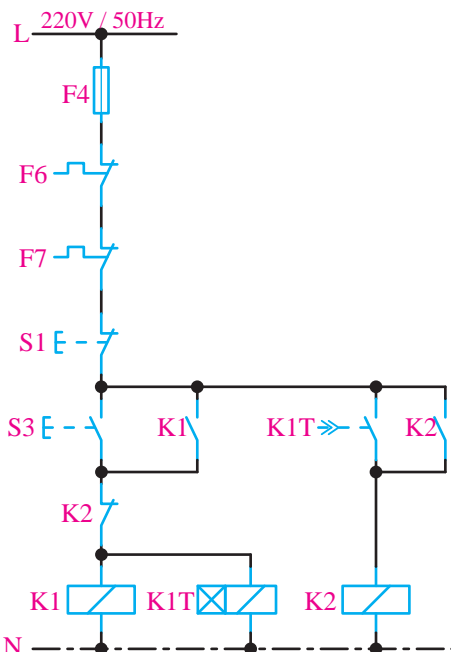 L 220V / 50Hz
F4
F6
F7
S1
S3 K1 K1T K2
K2
K1 K1T K2
N